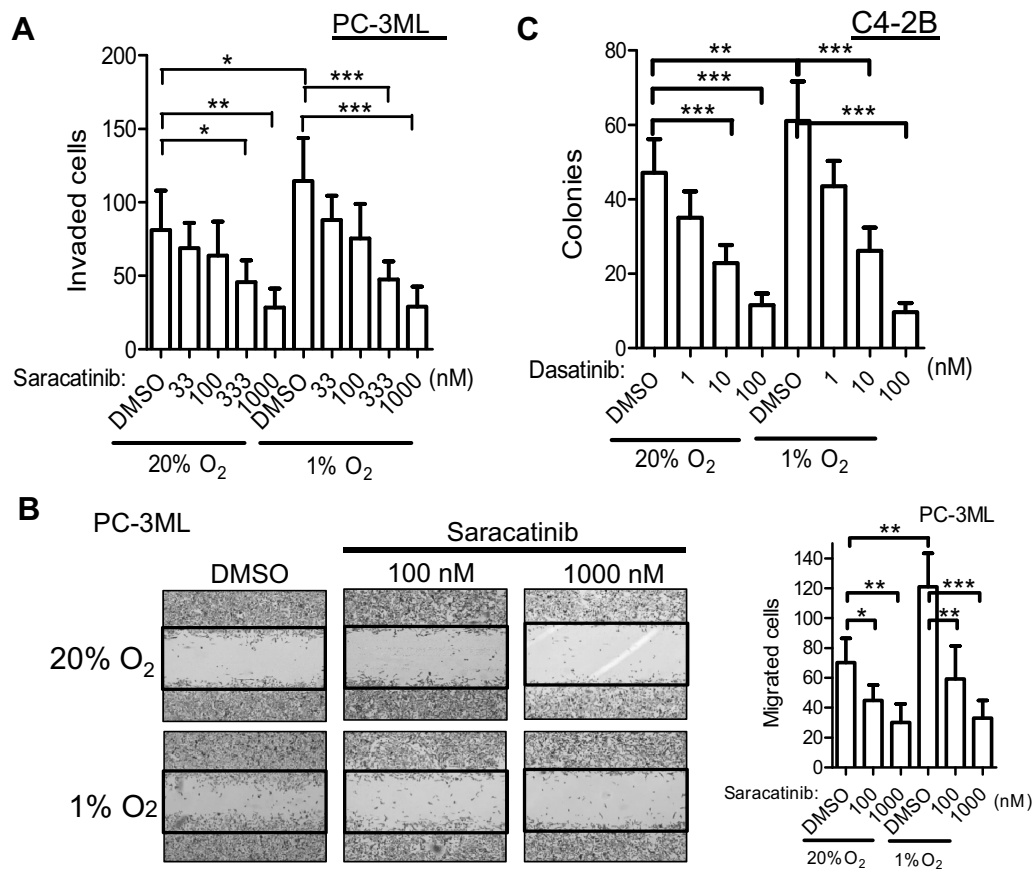 A
PC-3ML
200
150
100
50
0
Invaded cells
*
***
**
***
*
Saracatinib:
DMSO
33
100
333
1000
DMSO
33
100
333
1000
(nM)
20% O2
1% O2
C
C4-2B
80
60
40
20
0
Colonies
**
***
***
***
***
Dasatinib:
DMSO
1
10
100
DMSO
1
10
100
(nM)
20% O2
1% O2
B
PC-3ML
Saracatinib
DMSO
100 nM
1000 nM
20% O2
1% O2
PC-3ML
160
140
120
100
80
60
40
20
0
Migrated cells
**
**
***
*
**
Saracatinib:
DMSO
100
1000
DMSO
100
1000
(nM)
20% O2
1% O2